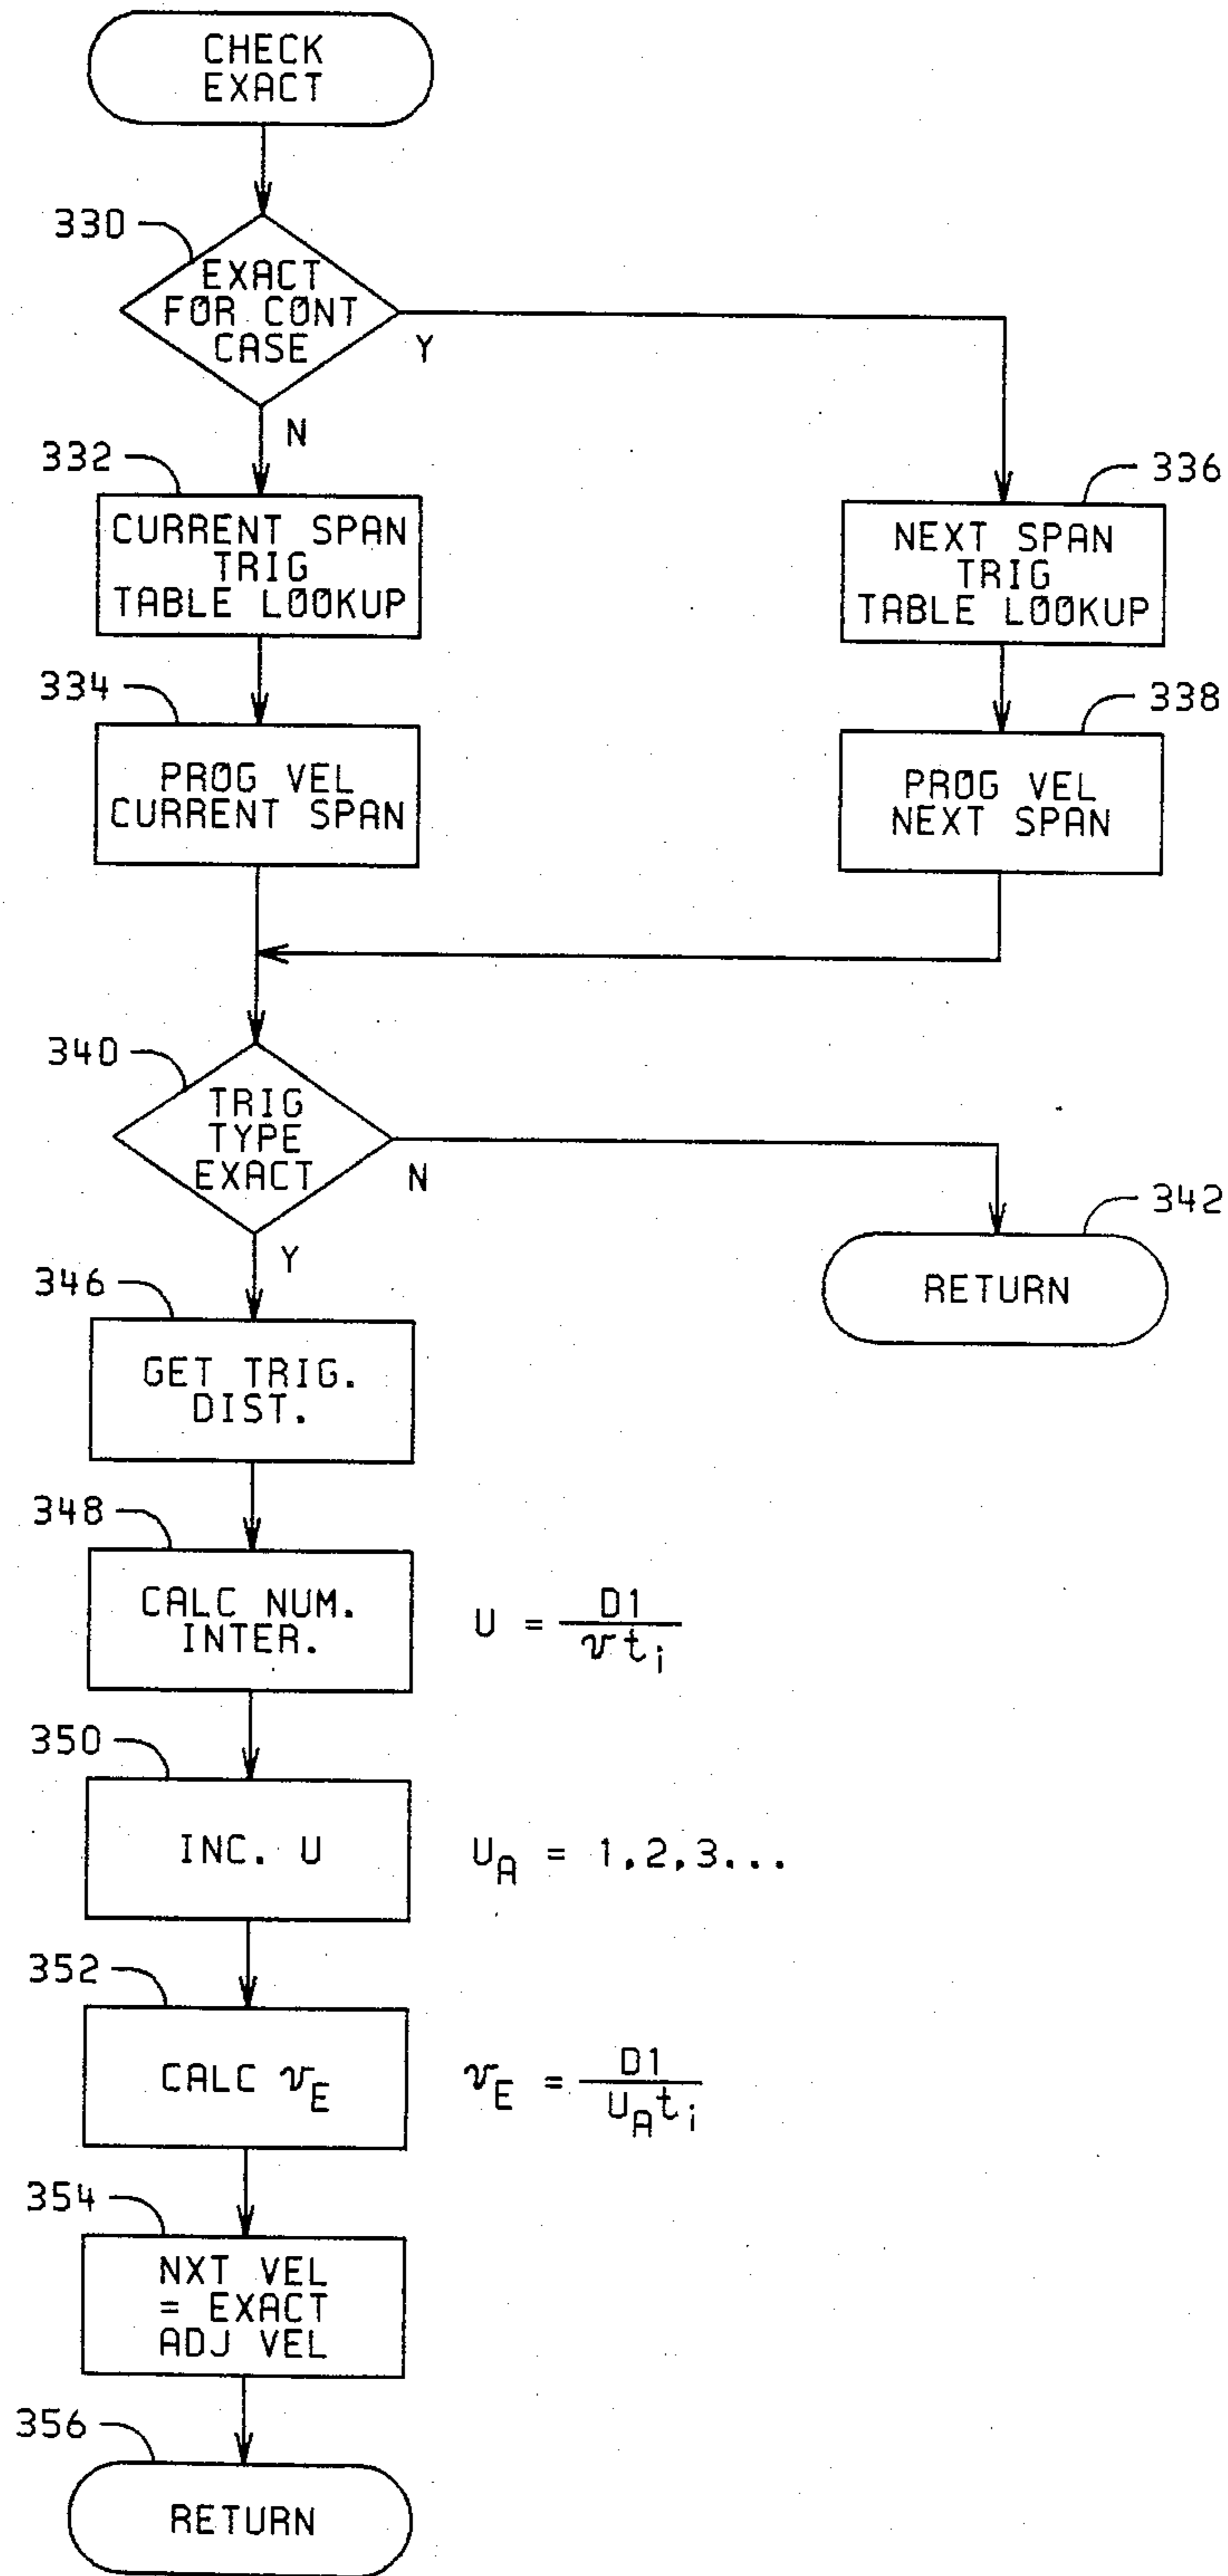 CHECK
EXACT
330
EXACT
FOR CONT
CASE
Y
N
332
CURRENT SPAN
TRIG
TABLE LOOKUP
336
NEXT SPAN
TRIG
TABLE LOOKUP
334
PROG VEL
CURRENT SPAN
338
PROG VEL
NEXT SPAN
340
TRIG
TYPE
EXACT
N
Y
342
RETURN
346
GET TRIG.
DIST.
348
CALC NUM.
INTER.
U = D1 / v t_i
350
INC. U
U_A = 1,2,3...
352
CALC v_E
v_E = D1 / U_A t_i
354
NXT VEL
= EXACT
ADJ VEL
356
RETURN